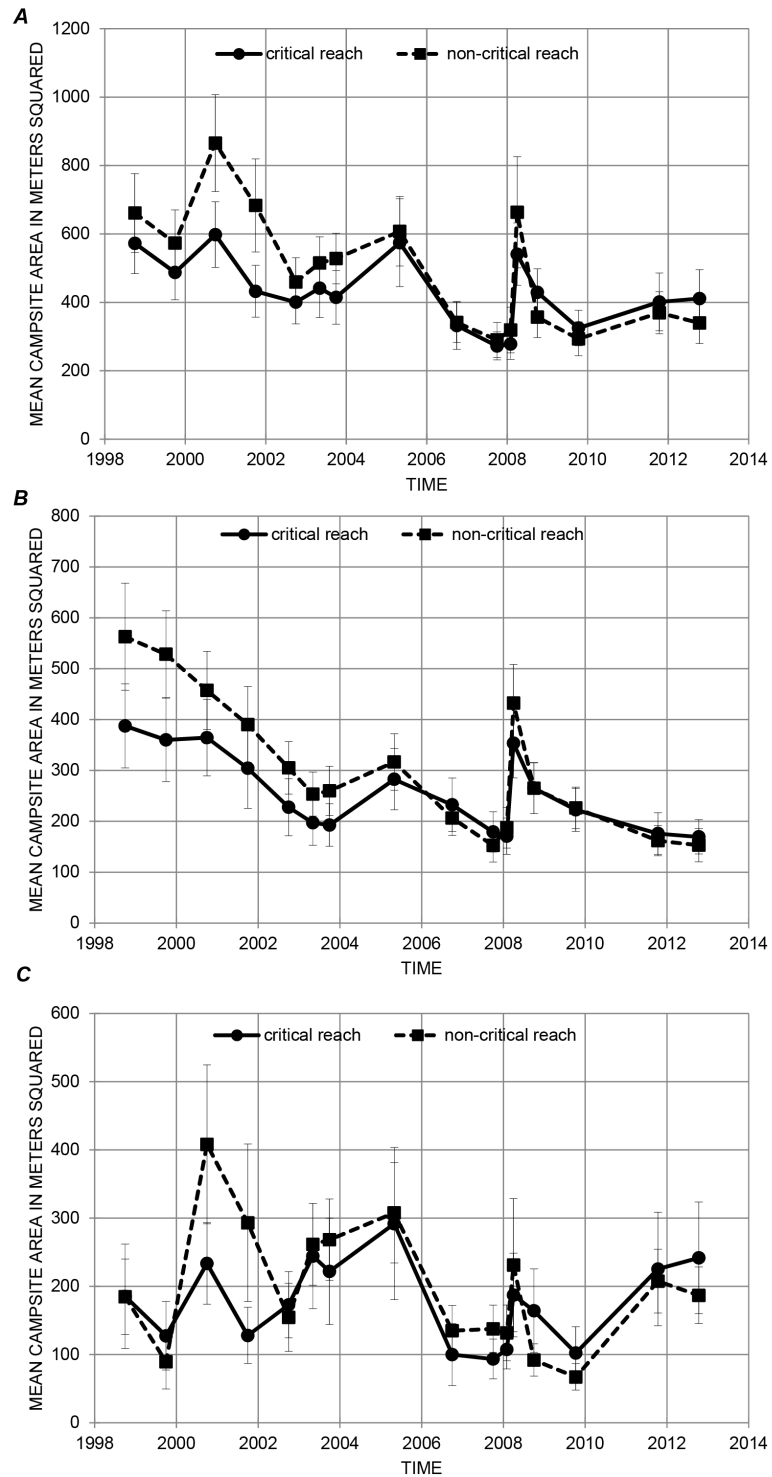 A
MEAN CAMPSITE AREA IN METERS SQUARED
critical reach
non-critical reach
1200
1000
800
600
400
200
0
1998 2000 2002 2004 2006 2008 2010 2012 2014
TIME
B
MEAN CAMPSITE AREA IN METERS SQUARED
critical reach
non-critical reach
800
700
600
500
400
300
200
100
0
1998 2000 2002 2004 2006 2008 2010 2012 2014
TIME
C
MEAN CAMPSITE AREA IN METERS SQUARED
critical reach
non-critical reach
600
500
400
300
200
100
0
1998 2000 2002 2004 2006 2008 2010 2012 2014
TIME